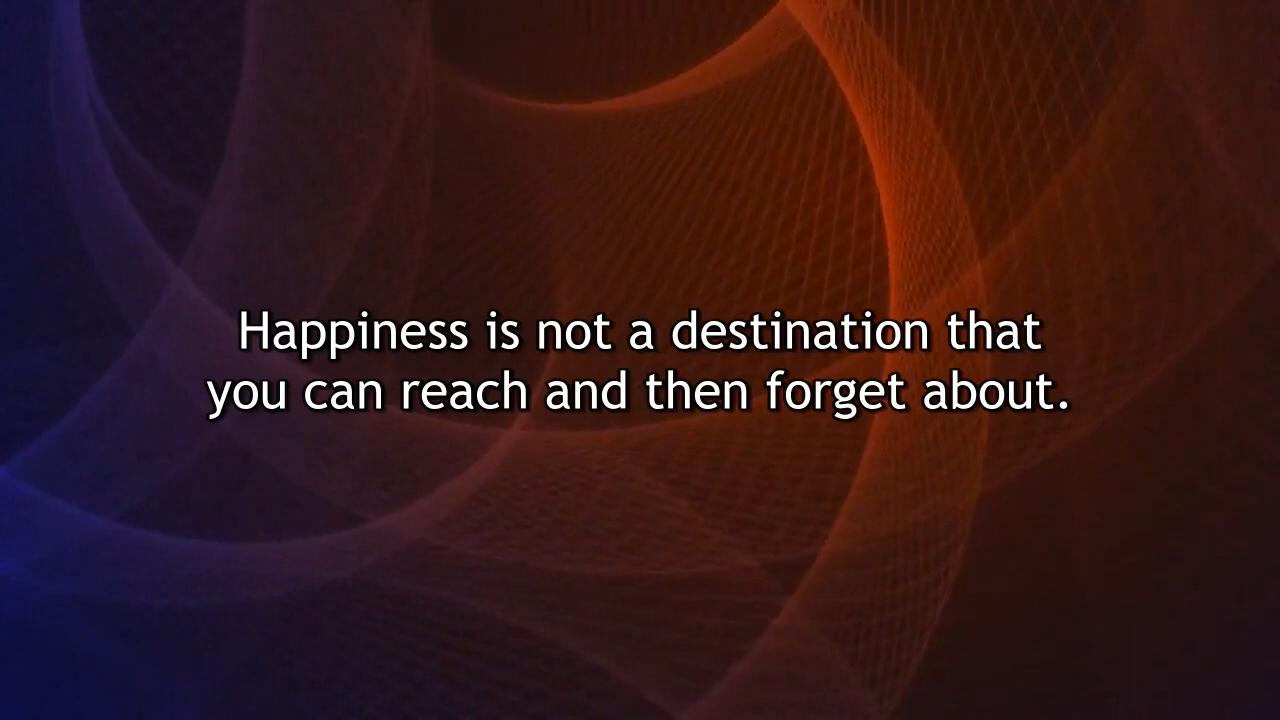 Happiness is not a destination that
you can reach and then forget about.